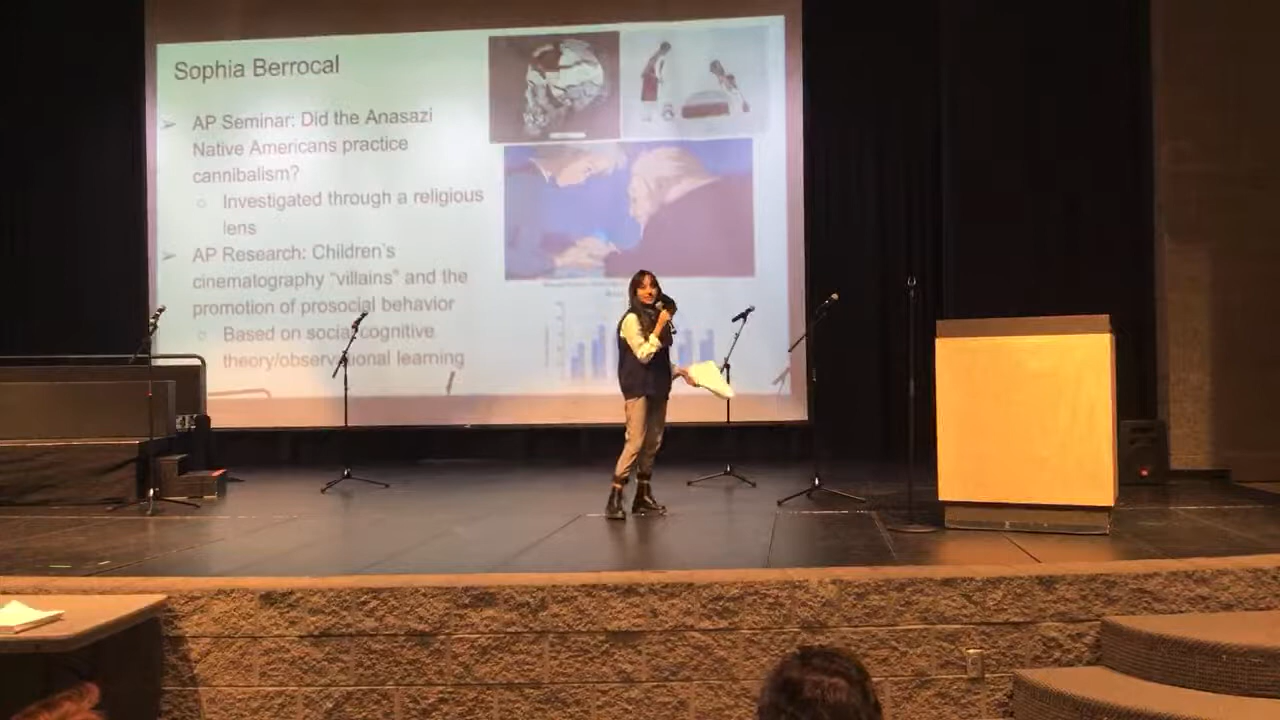 Sophia Berrocal
AP Seminar: Did the Anasazi
Native Americans practice
cannibalism?
Investigated through a religious
lens
AP Research: Children's
cinematography "villains" and the
promotion of prosocial behavior
Based on social cognitive
theory/observational learning